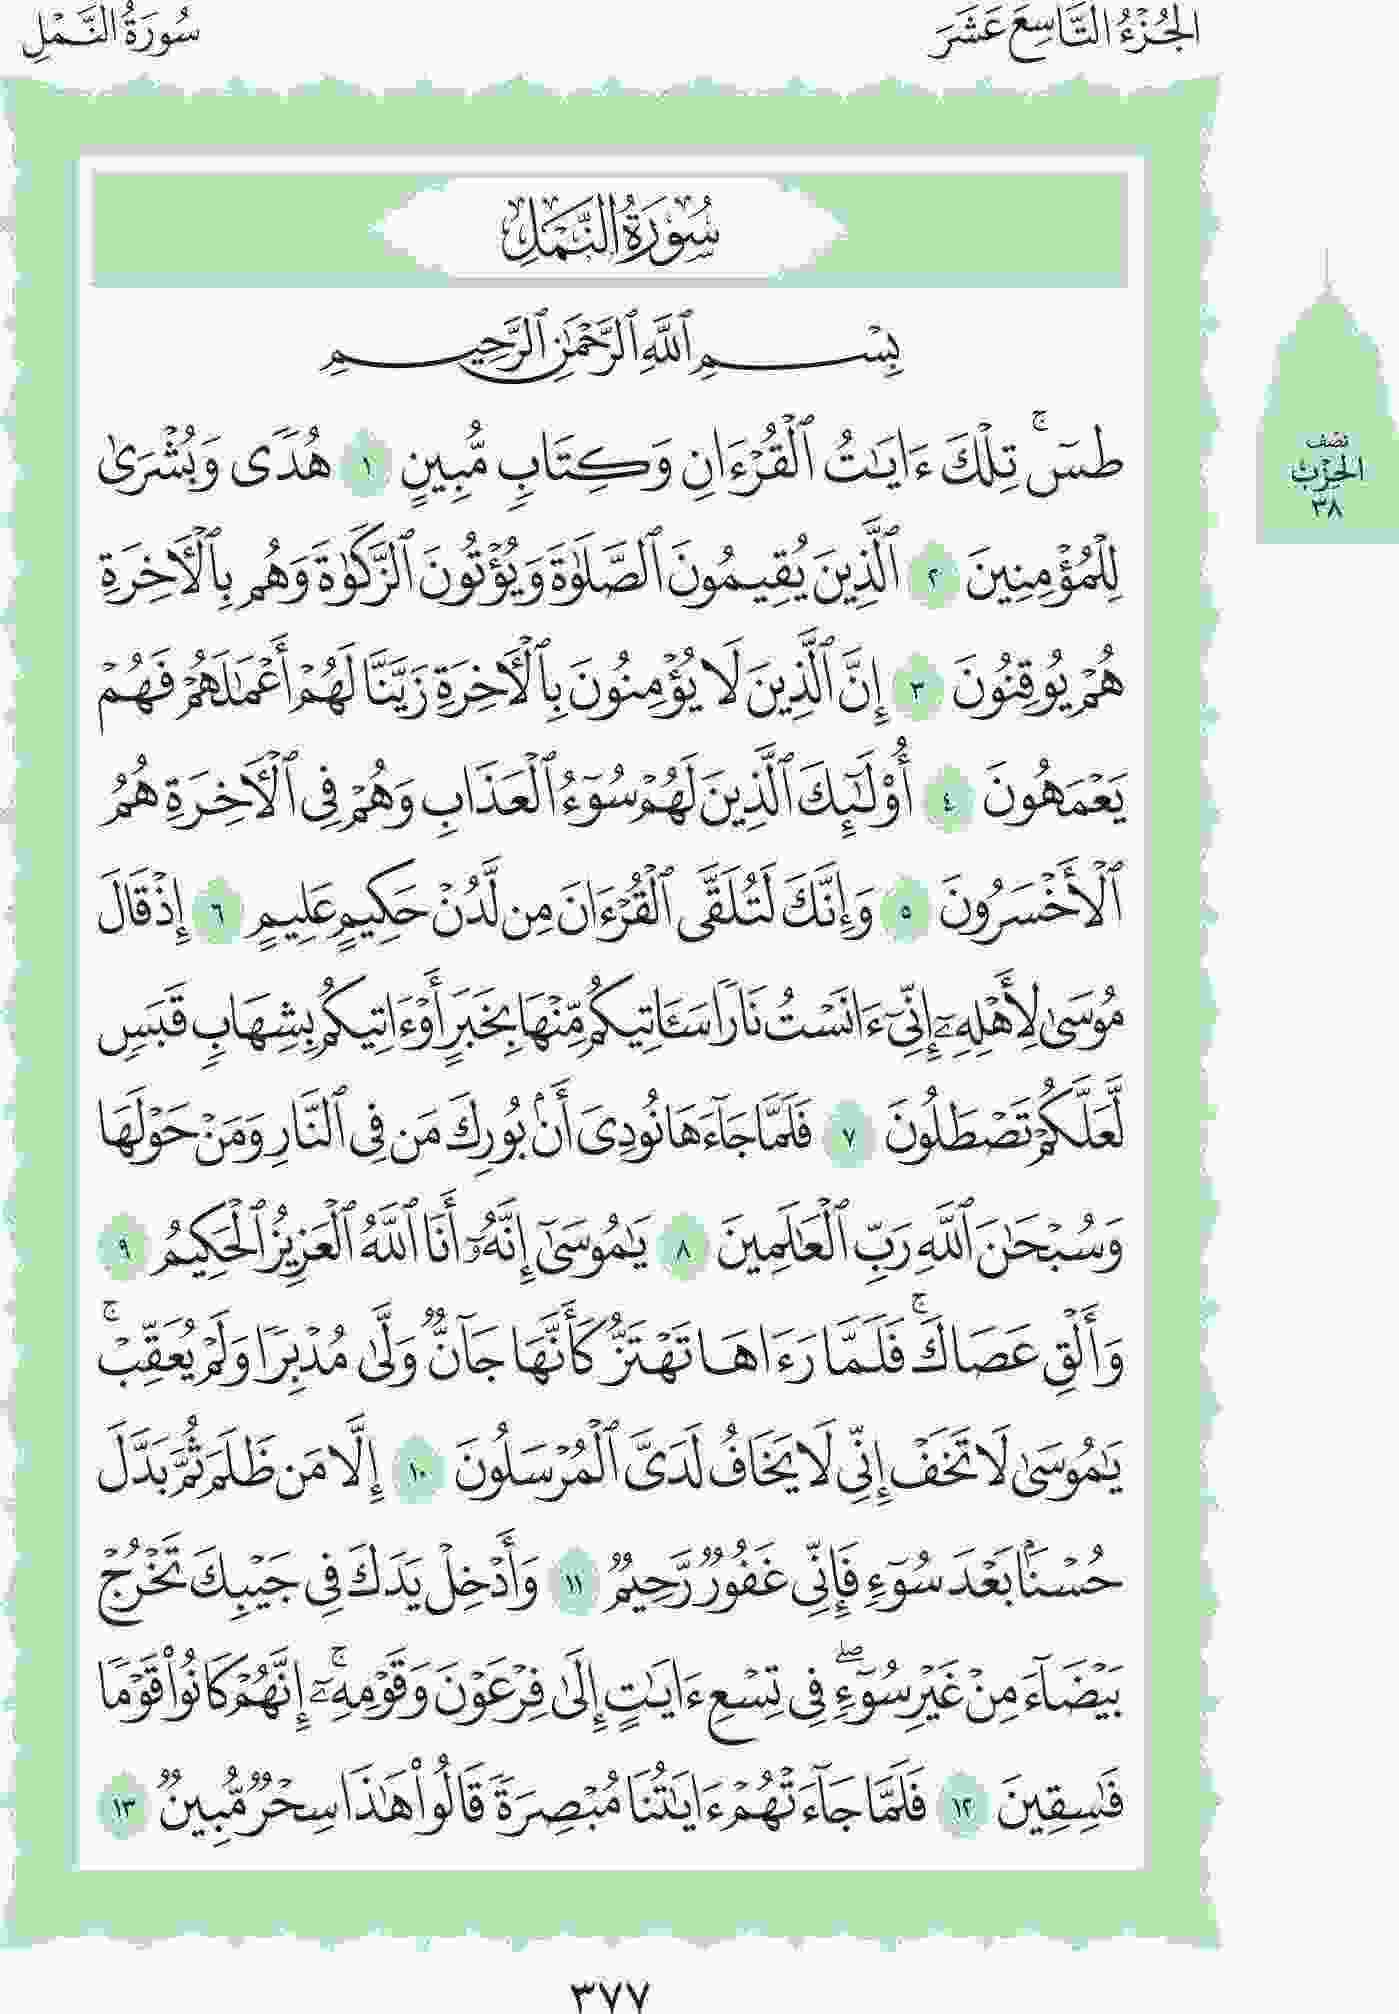 الجُزْءُ التَّاسِعَ عَشَرَ
سُورَةُ النَّمْلِ
سُورَةُ النَّمْلِ
بِسْمِ ٱللَّهِ ٱلرَّحْمَٰنِ ٱلرَّحِيمِ
طسٓۚ تِلْكَ ءَايَٰتُ ٱلْقُرْءَانِ وَكِتَابٖ مُّبِينٍ ١ هُدٗى وَبُشْرَىٰ
لِلْمُؤْمِنِينَ ٢ ٱلَّذِينَ يُقِيمُونَ ٱلصَّلَوٰةَ وَيُؤْتُونَ ٱلزَّكَوٰةَ وَهُم بِٱلْأٓخِرَةِ
هُمْ يُوقِنُونَ ٣ إِنَّ ٱلَّذِينَ لَا يُؤْمِنُونَ بِٱلْأٓخِرَةِ زَيَّنَّا لَهُمْ أَعْمَٰلَهُمْ فَهُمْ
يَعْمَهُونَ ٤ أُوْلَٰٓئِكَ ٱلَّذِينَ لَهُمْ سُوٓءُ ٱلْعَذَابِ وَهُمْ فِي ٱلْأٓخِرَةِ هُمُ
ٱلْأَخْسَرُونَ ٥ وَإِنَّكَ لَتُلَقَّى ٱلْقُرْءَانَ مِن لَّدُنْ حَكِيمٍ عَلِيمٍ ٦ إِذْ قَالَ
مُوسَىٰ لِأَهْلِهِۦٓ إِنِّيٓ ءَانَسْتُ نَارٗا سَـَٔاتِيكُم مِّنْهَا بِخَبَرٍ أَوْ ءَاتِيكُم بِشِهَابٖ قَبَسٖ
لَّعَلَّكُمْ تَصْطَلُونَ ٧ فَلَمَّا جَآءَهَا نُودِيَ أَنۢ بُورِكَ مَن فِي ٱلنَّارِ وَمَنْ حَوْلَهَا
وَسُبْحَٰنَ ٱللَّهِ رَبِّ ٱلْعَٰلَمِينَ ٨ يَٰمُوسَىٰٓ إِنَّهُۥٓ أَنَا ٱللَّهُ ٱلْعَزِيزُ ٱلْحَكِيمُ ٩
وَأَلْقِ عَصَاكَۚ فَلَمَّا رَءَاهَا تَهْتَزُّ كَأَنَّهَا جَآنّٞ وَلَّىٰ مُدْبِرٗا وَلَمْ يُعَقِّبْۚ
يَٰمُوسَىٰ لَا تَخَفْ إِنِّي لَا يَخَافُ لَدَيَّ ٱلْمُرْسَلُونَ ١٠ إِلَّا مَن ظَلَمَ ثُمَّ بَدَّلَ
حُسْنَۢا بَعْدَ سُوٓءٖ فَإِنِّي غَفُورٞ رَّحِيمٞ ١١ وَأَدْخِلْ يَدَكَ فِي جَيْبِكَ تَخْرُجْ
بَيْضَآءَ مِنْ غَيْرِ سُوٓءٖۖ فِي تِسْعِ ءَايَٰتٍ إِلَىٰ فِرْعَوْنَ وَقَوْمِهِۦٓۚ إِنَّهُمْ كَانُواْ قَوْمٗا
فَٰسِقِينَ ١٢ فَلَمَّا جَآءَتْهُمْ ءَايَٰتُنَا مُبْصِرَةٗ قَالُواْ هَٰذَا سِحْرٞ مُّبِينٞ ١٣
نصف
الحِزْب
٣٨
٣٧٧